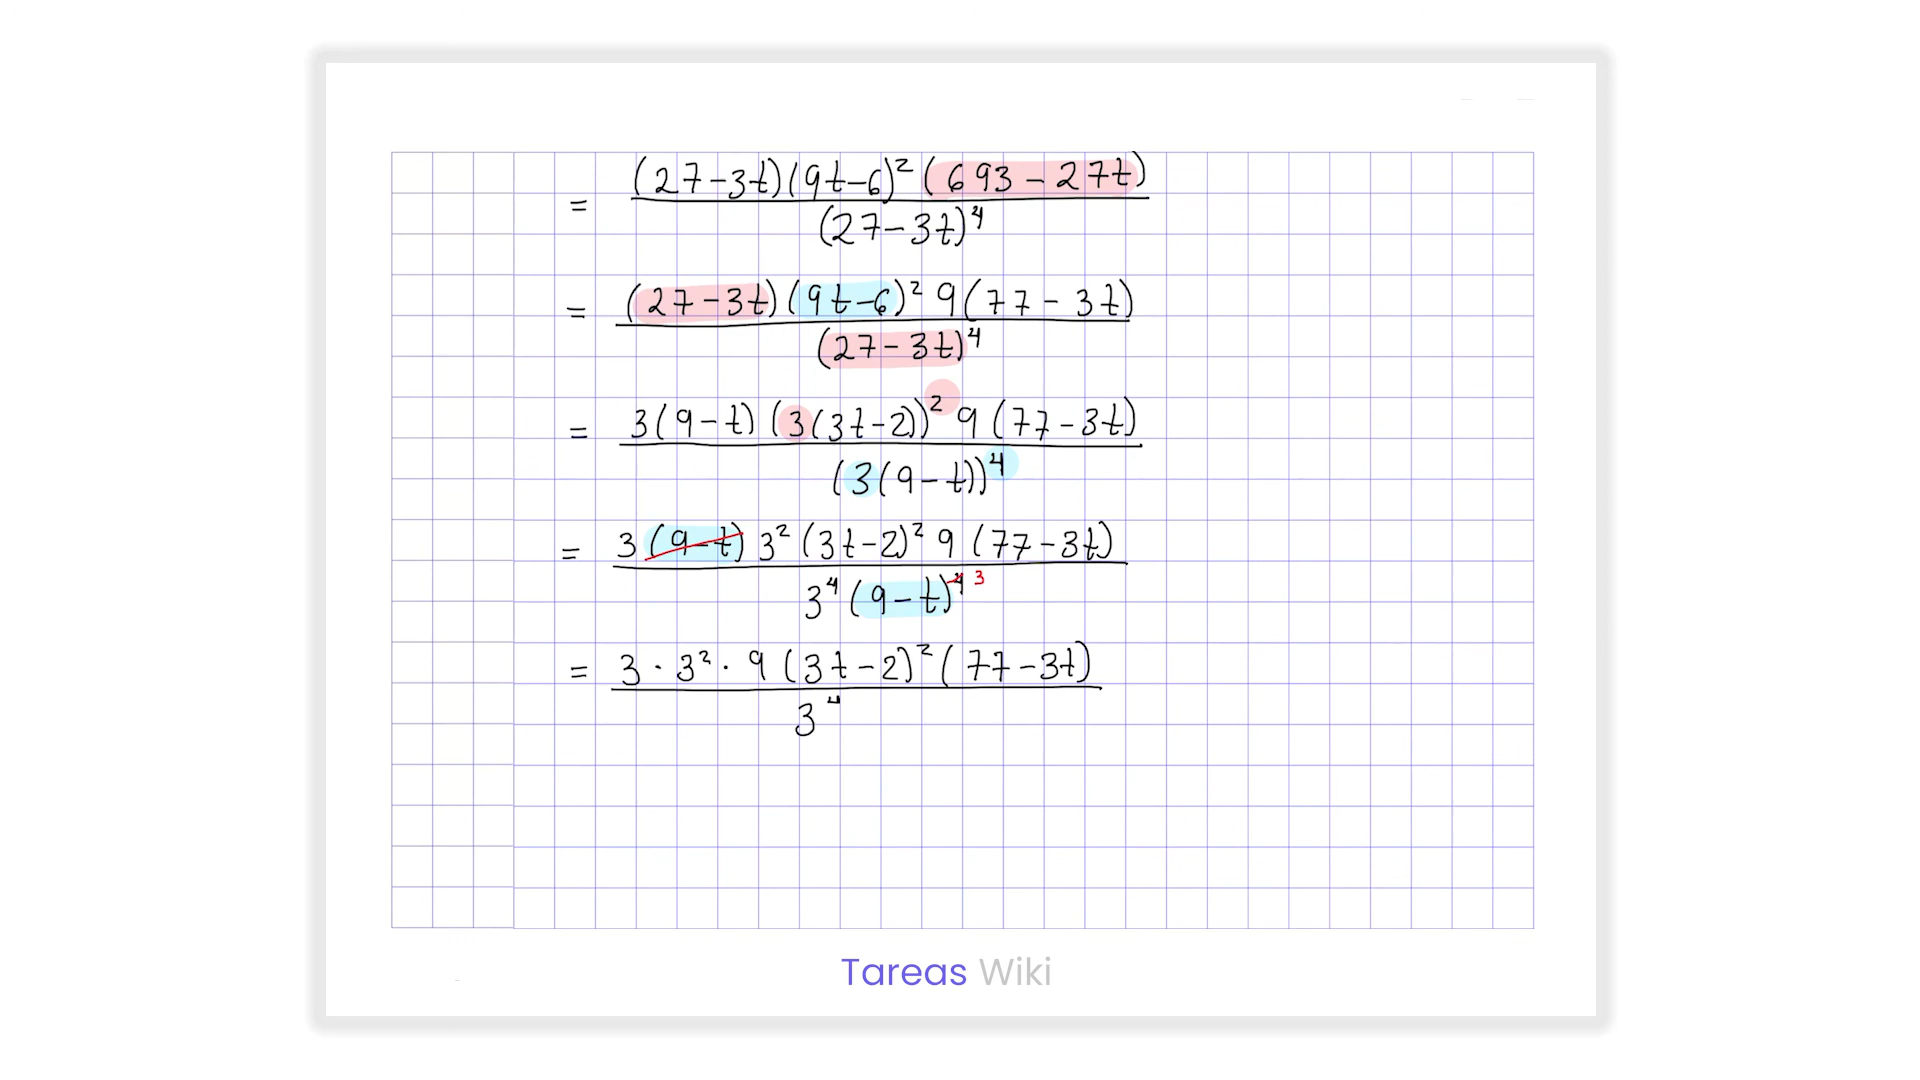 = (27-3t)(9t-6)² (693-27t) / (27-3t)⁴
= (27-3t)(9t-6)² 9(77-3t) / (27-3t)⁴
= 3(9-t)(3(3t-2))² 9(77-3t) / (3(9-t))⁴
= 3(9-t) 3²(3t-2)² 9(77-3t) / 3⁴(9-t)⁴ 3
= 3·3²·9(3t-2)²(77-3t) / 3⁴
Tareas Wiki